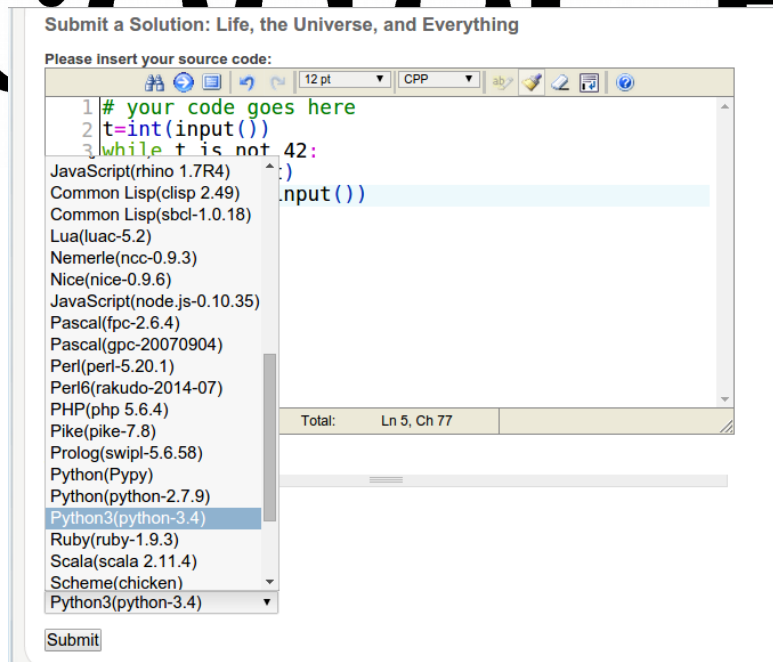 Submit a Solution: Life, the Universe, and Everything
Please insert your source code:
12 pt CPP
1 # your code goes here
2 t=int(input())
3 while t is not 42:
t)
input())
JavaScript(rhino 1.7R4)
Common Lisp(clisp 2.49)
Common Lisp(sbcl-1.0.18)
Lua(luac-5.2)
Nemerle(ncc-0.9.3)
Nice(nice-0.9.6)
JavaScript(node.js-0.10.35)
Pascal(fpc-2.6.4)
Pascal(gpc-20070904)
Perl(perl-5.20.1)
Perl6(rakudo-2014-07)
PHP(php 5.6.4)
Pike(pike-7.8)
Prolog(swipl-5.6.58)
Python(Pypy)
Python(python-2.7.9)
Python3(python-3.4)
Ruby(ruby-1.9.3)
Scala(scala 2.11.4)
Scheme(chicken)
Total: Ln 5, Ch 77
Python3(python-3.4)
Submit